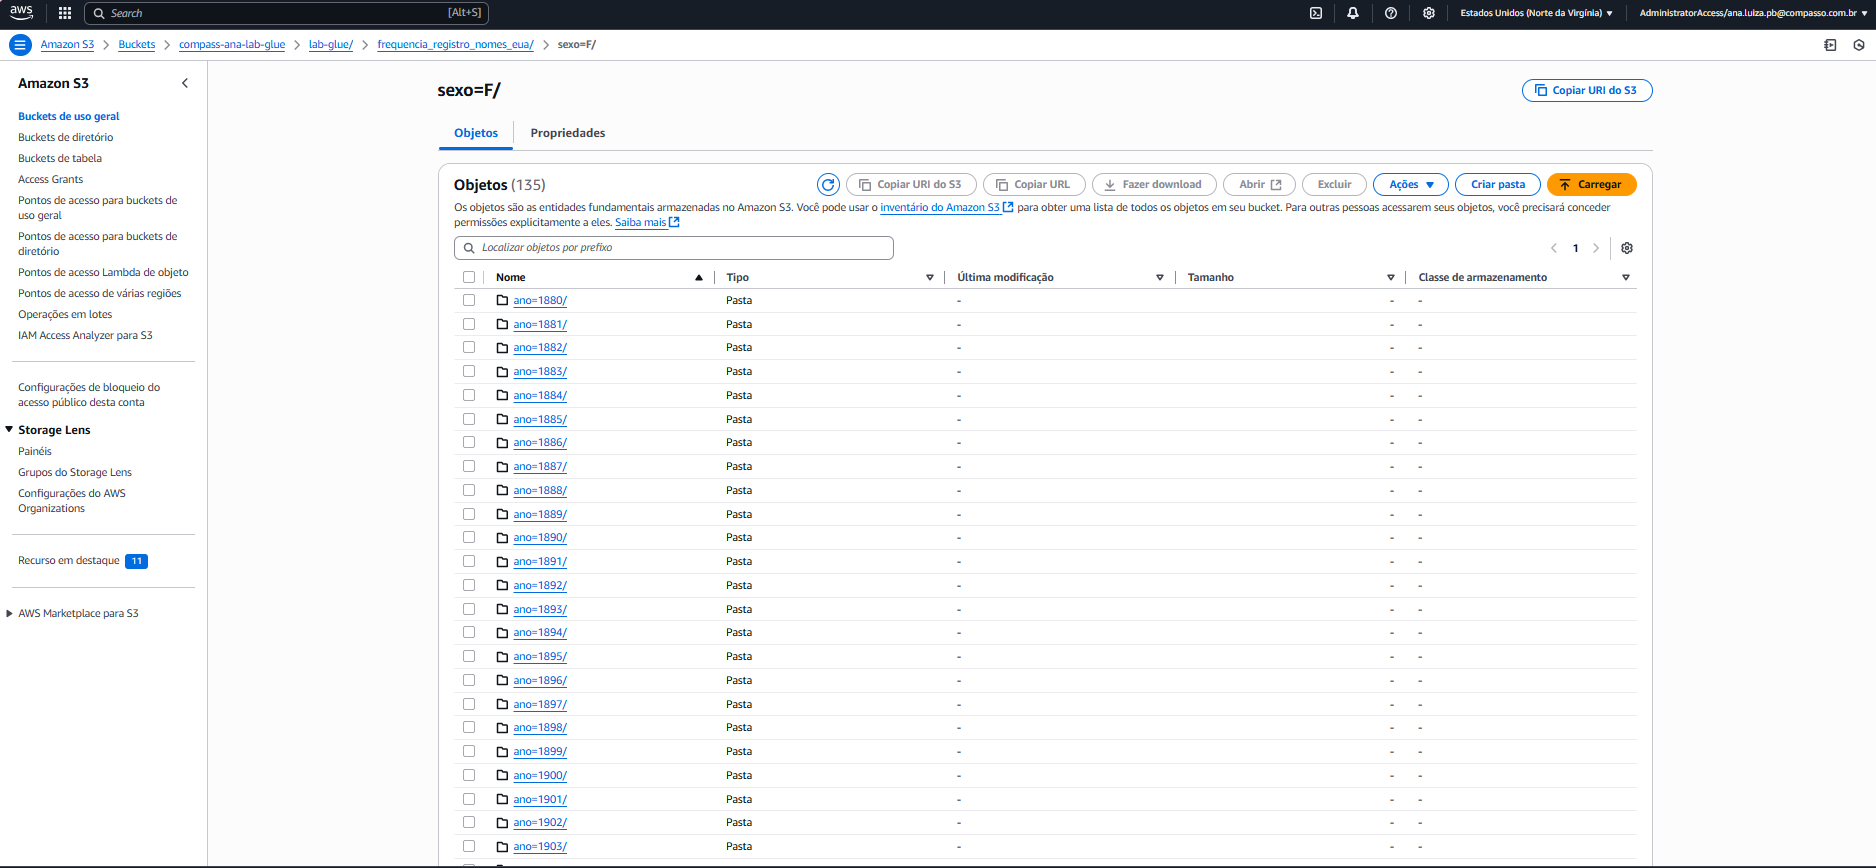 aws
Search
[Alt+S]
Estados Unidos (Norte da Virgínia)
AdministratorAccess/ana.luiza.pb@compasso.com.br
Amazon S3
Buckets
compass-ana-lab-glue
lab-glue/
frequencia_registro_nomes_eua/
sexo=F/
Amazon S3
Buckets de uso geral
Buckets de diretório
Buckets de tabela
Access Grants
Pontos de acesso para buckets de
uso geral
Pontos de acesso para buckets de
diretório
Pontos de acesso Lambda de objeto
Pontos de acesso de várias regiões
Operações em lotes
IAM Access Analyzer para S3
Configurações de bloqueio do
acesso público desta conta
Storage Lens
Painéis
Grupos do Storage Lens
Configurações do AWS
Organizations
Recurso em destaque 11
AWS Marketplace para S3
sexo=F/
Copiar URI do S3
Objetos
Propriedades
Objetos (135)
Copiar URI do S3
Copiar URL
Fazer download
Abrir
Excluir
Ações
Criar pasta
Carregar
Os objetos são as entidades fundamentais armazenadas no Amazon S3. Você pode usar o inventário do Amazon S3 para obter uma lista de todos os objetos em seu bucket. Para outras pessoas acessarem seus objetos, você precisará conceder
permissões explicitamente a eles. Saiba mais
Localizar objetos por prefixo
1
Nome Tipo Última modificação Tamanho Classe de armazenamento
ano=1880/ Pasta - - -
ano=1881/ Pasta - - -
ano=1882/ Pasta - - -
ano=1883/ Pasta - - -
ano=1884/ Pasta - - -
ano=1885/ Pasta - - -
ano=1886/ Pasta - - -
ano=1887/ Pasta - - -
ano=1888/ Pasta - - -
ano=1889/ Pasta - - -
ano=1890/ Pasta - - -
ano=1891/ Pasta - - -
ano=1892/ Pasta - - -
ano=1893/ Pasta - - -
ano=1894/ Pasta - - -
ano=1895/ Pasta - - -
ano=1896/ Pasta - - -
ano=1897/ Pasta - - -
ano=1898/ Pasta - - -
ano=1899/ Pasta - - -
ano=1900/ Pasta - - -
ano=1901/ Pasta - - -
ano=1902/ Pasta - - -
ano=1903/ Pasta - - -